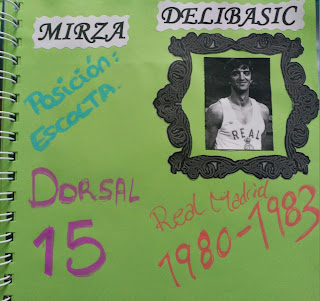 MIRZA DELIBASIC
Posición:
ESCOLTA.
REAL
DORSAL
15
Real Madrid
1980-1983